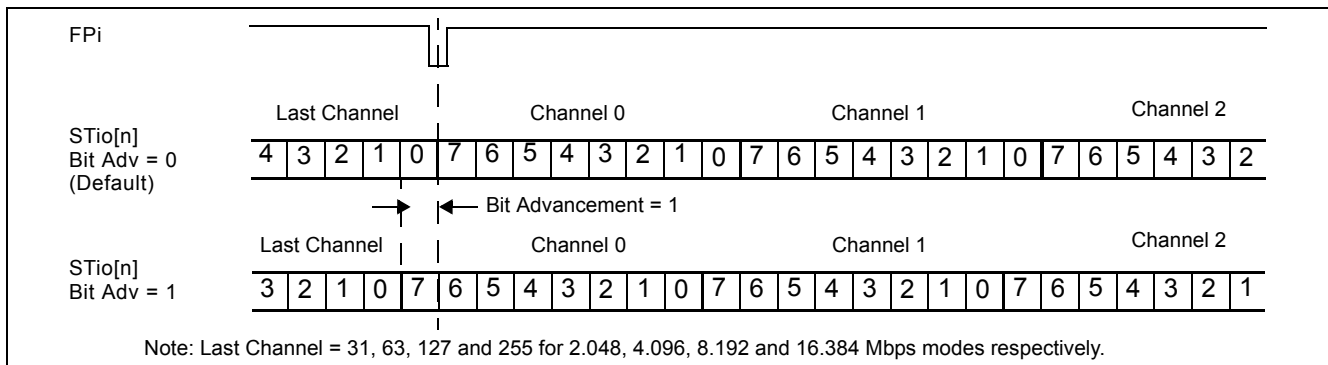 FPi
Last Channel Channel 0 Channel 1 Channel 2
STio[n]
Bit Adv = 0
(Default)
4 3 2 1 0 7 6 5 4 3 2 1 0 7 6 5 4 3 2 1 0 7 6 5 4 3 2
Bit Advancement = 1
Last Channel Channel 0 Channel 1 Channel 2
STio[n]
Bit Adv = 1
3 2 1 0 7 6 5 4 3 2 1 0 7 6 5 4 3 2 1 0 7 6 5 4 3 2 1
Note: Last Channel = 31, 63, 127 and 255 for 2.048, 4.096, 8.192 and 16.384 Mbps modes respectively.